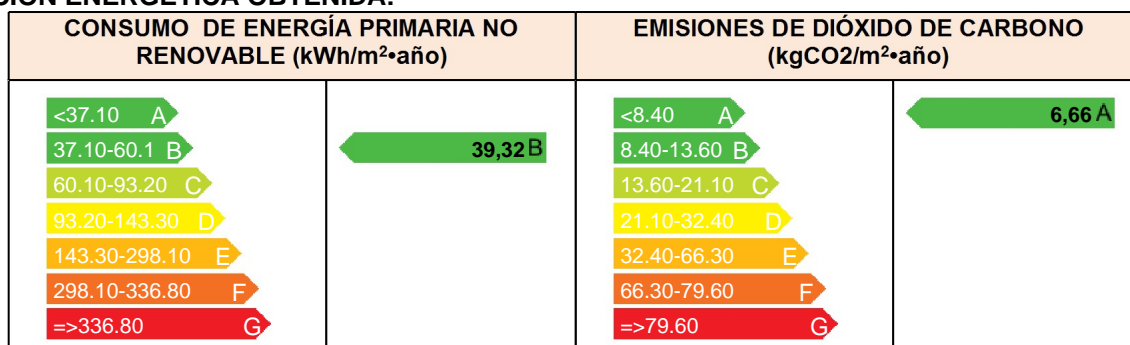 CONSUMO DE ENERGÍA PRIMARIA NO
RENOVABLE (kWh/m²•año)
EMISIONES DE DIÓXIDO DE CARBONO
(kgCO2/m²•año)
<37.10 A
37.10-60.1 B
60.10-93.20 C
93.20-143.30 D
143.30-298.10 E
298.10-336.80 F
=>336.80 G
39,32 B
<8.40 A
8.40-13.60 B
13.60-21.10 C
21.10-32.40 D
32.40-66.30 E
66.30-79.60 F
=>79.60 G
6,66 A